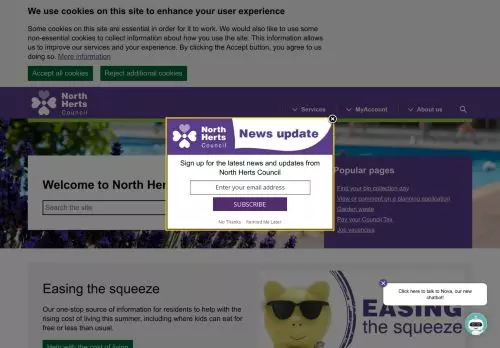 We use cookies on this site to enhance your user experience
Some cookies on this site are essential in order for it to work. We would also like to use some
non-essential cookies to collect information about how you use the site. This information allows
us to improve our services and your experience. By clicking the Accept button, you agree to us
doing so. More information
Accept all cookies
Reject additional cookies
North
Herts
Council
Services
MyAccount
About us
North
Herts
Council
News update
Sign up for the latest news and updates from
North Herts Council
Enter your email address
SUBSCRIBE
No Thanks
Remind Me Later
Welcome to North Her
Search the site
Popular pages
Find your bin collection day
View or comment on a planning application
Garden waste
Pay your Council Tax
Job vacancies
Easing the squeeze
Our one-stop source of information for residents to help with the
rising cost of living this summer, including where kids can eat for
free or less than usual.
Help with the cost of living
EASING
the squeeze
Click here to talk to Nova, our new
chatbot!